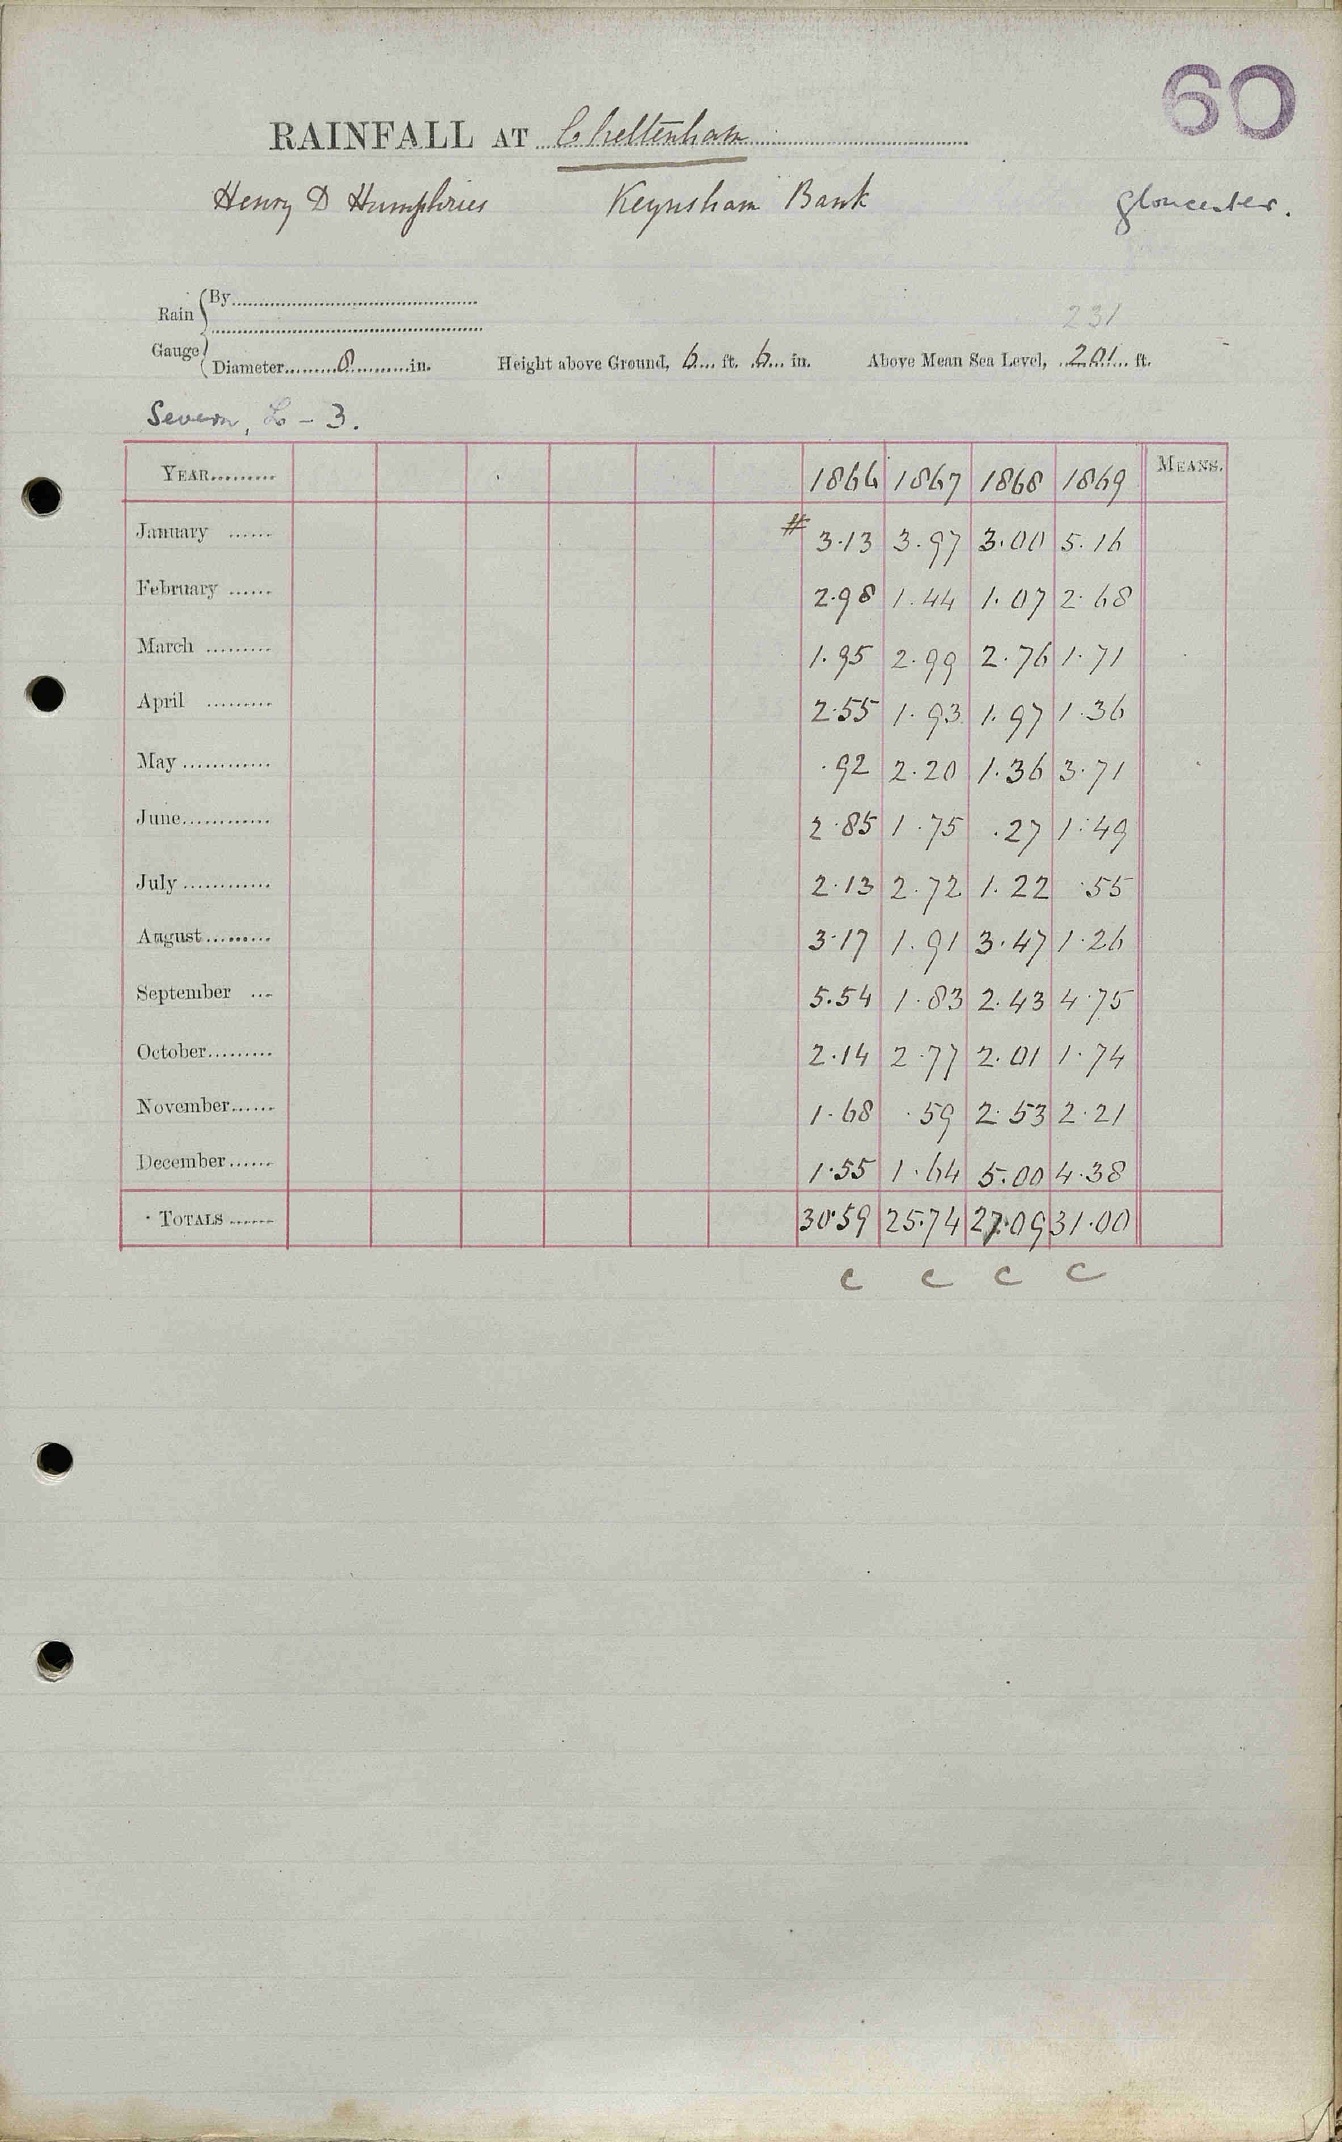 60
RAINFALL AT Cheltenham
Henry D Humphries Keynsham Bank Gloucester.
Rain Gauge
By
231
Diameter 8 in. Height above Ground, 6 ft. 6 in. Above Mean Sea Level, 201 ft.
Severn, L - 3.
YEAR 1866 1867 1868 1869 MEANS.
January # 3.13 3.97 3.00 5.16
February 2.98 1.44 1.07 2.68
March 1.95 2.99 2.76 1.71
April 2.55 1.93 1.97 1.36
May .92 2.20 1.36 3.71
June 2.85 1.75 .27 1.49
July 2.13 2.72 1.22 .55
August 3.17 1.91 3.47 1.26
September 5.54 1.83 2.43 4.75
October 2.14 2.77 2.01 1.74
November 1.68 .59 2.53 2.21
December 1.55 1.64 5.00 4.38
TOTALS 30.59 25.74 27.09 31.00
c c c c